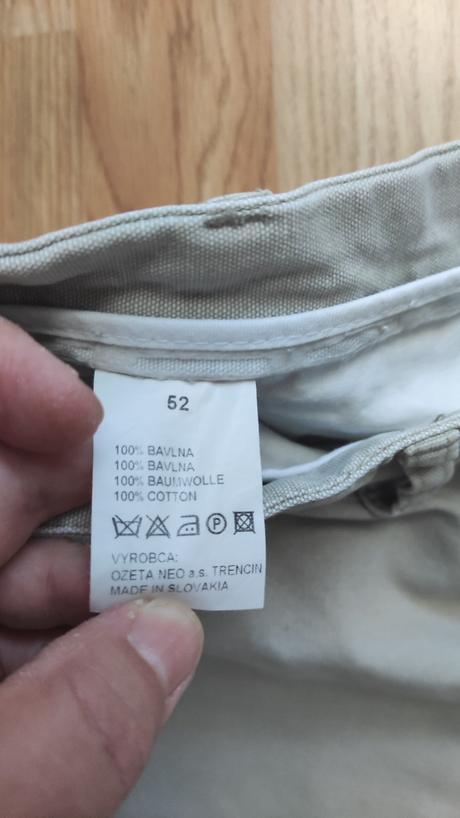 52
100% BAVLNA
100% BAVLNA
100% BAUMWOLLE
100% COTTON
P
VYROBCA:
OZETA NEO a.s. TRENCIN
MADE IN SLOVAKIA